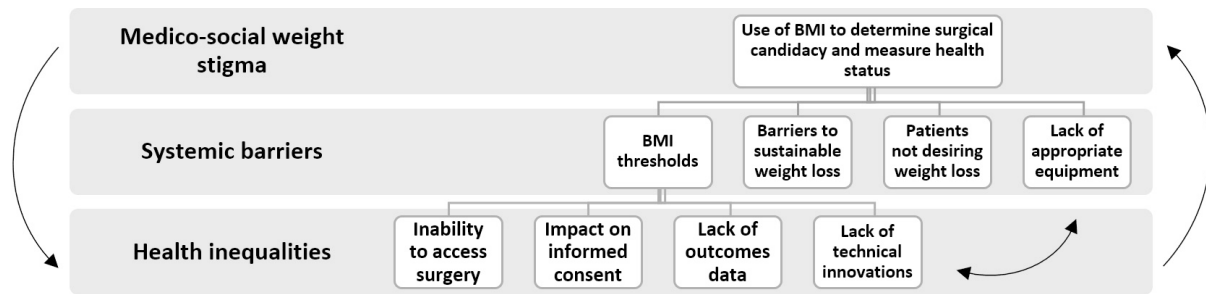 Medico-social weight
stigma
Use of BMI to determine surgical
candidacy and measure health
status
Systemic barriers
BMI
thresholds
Barriers to
sustainable
weight loss
Patients
not desiring
weight loss
Lack of
appropriate
equipment
Health inequalities
Inability
to access
surgery
Impact on
informed
consent
Lack of
outcomes
data
Lack of
technical
innovations